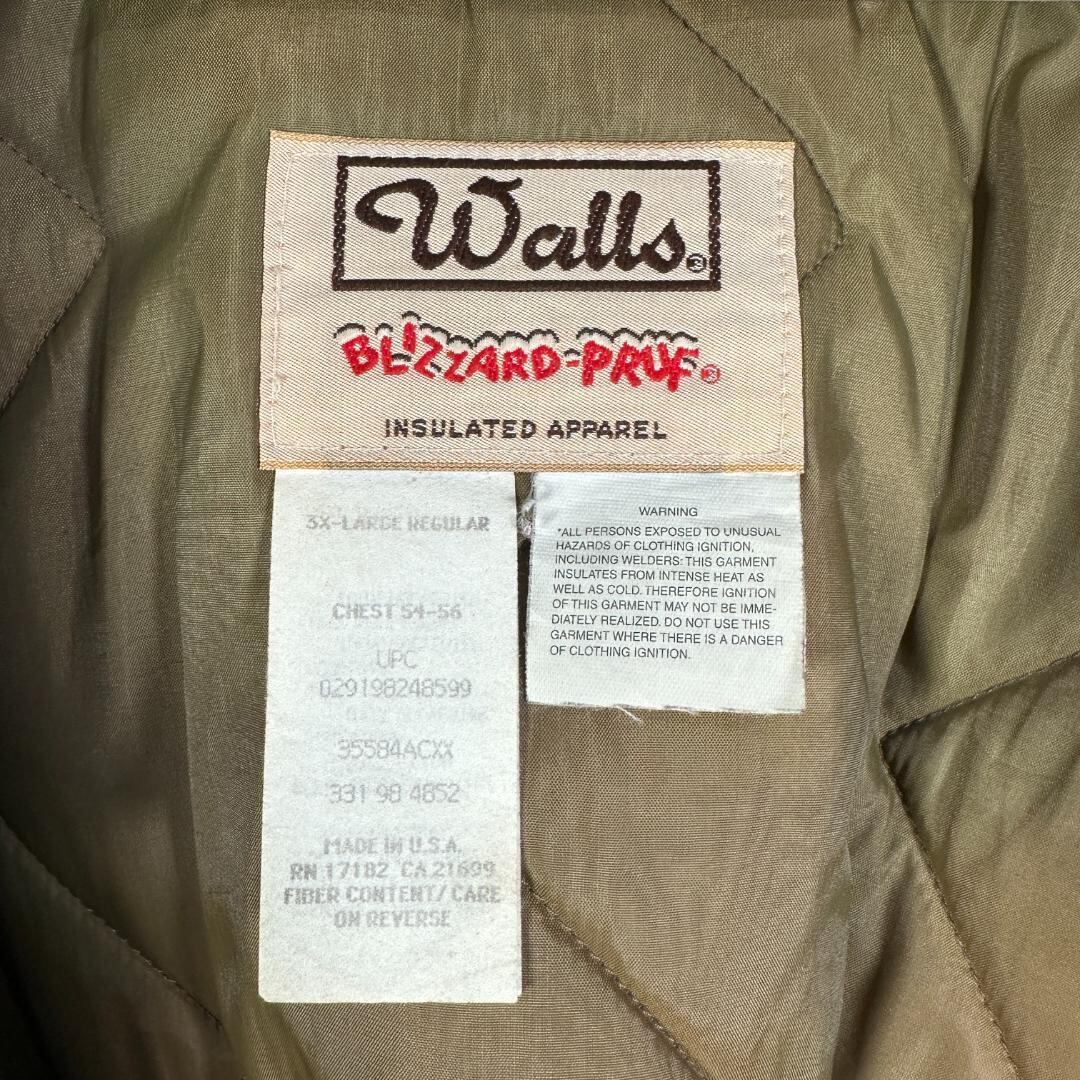 Walls®
BLIZZARD-PRUF®
INSULATED APPAREL
3X-LARGE REGULAR
CHEST 54-56
UPC
029198248599
35584ACXX
331 98 4852
MADE IN U.S.A.
RN 17182 CA 21699
FIBER CONTENT/CARE
ON REVERSE
WARNING
*ALL PERSONS EXPOSED TO UNUSUAL
HAZARDS OF CLOTHING IGNITION,
INCLUDING WELDERS: THIS GARMENT
INSULATES FROM INTENSE HEAT AS
WELL AS COLD. THEREFORE IGNITION
OF THIS GARMENT MAY NOT BE IMME-
DIATELY REALIZED. DO NOT USE THIS
GARMENT WHERE THERE IS A DANGER
OF CLOTHING IGNITION.